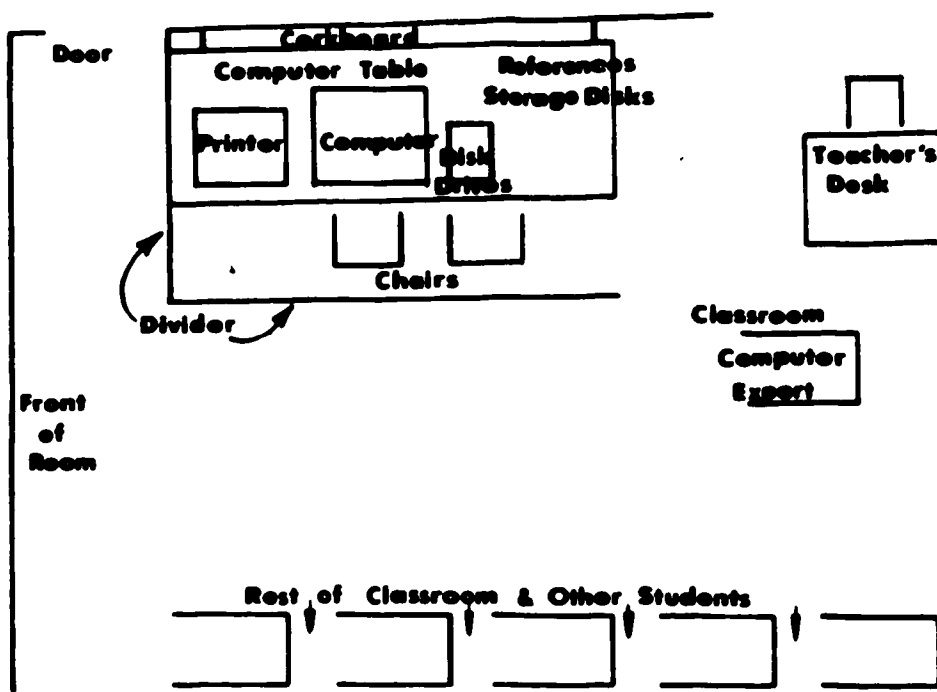 Door
Corkboard
Computer Table
References
Storage Disks
Printer
Computer
Disk
Drives
Teacher's
Desk
Chairs
Divider
Classroom
Computer
Expert
Front
of
Room
Rest of Classroom & Other Students